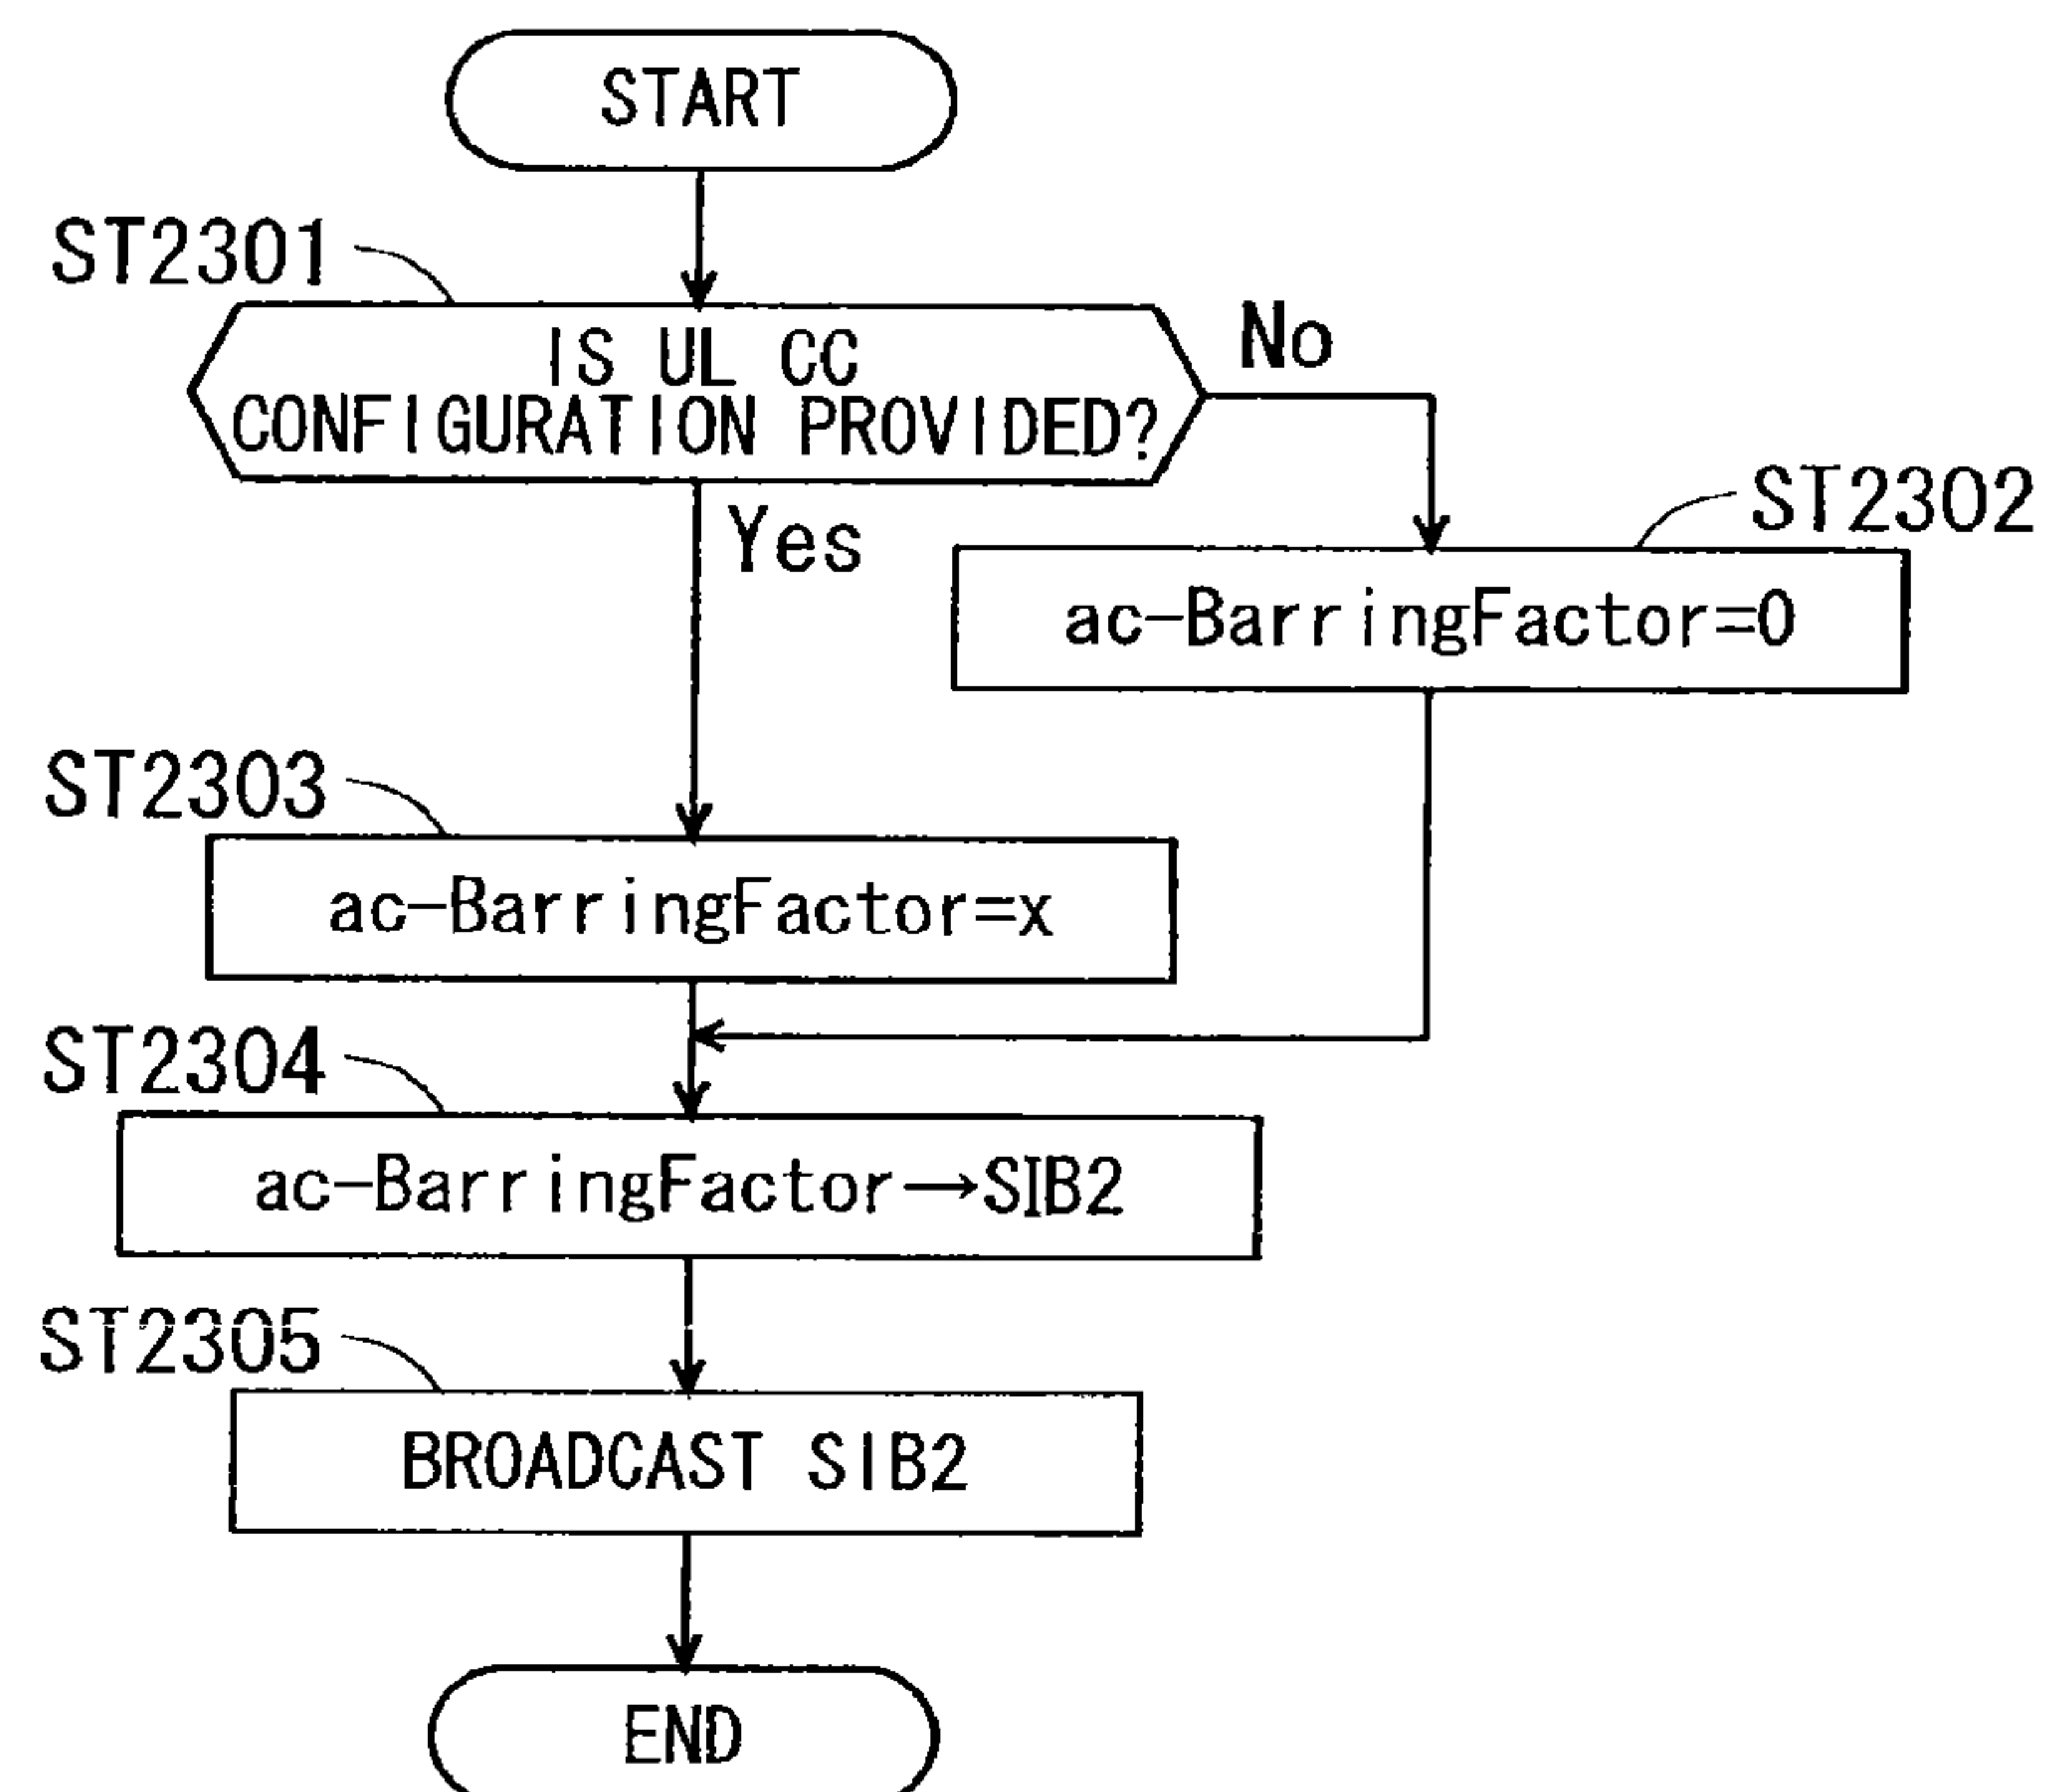 START
ST2301
IS UL CC
CONFIGURATION PROVIDED?
No
Yes
ST2302
ac-BarringFactor=0
ST2303
ac-BarringFactor=x
ST2304
ac-BarringFactor→SIB2
ST2305
BROADCAST SIB2
END